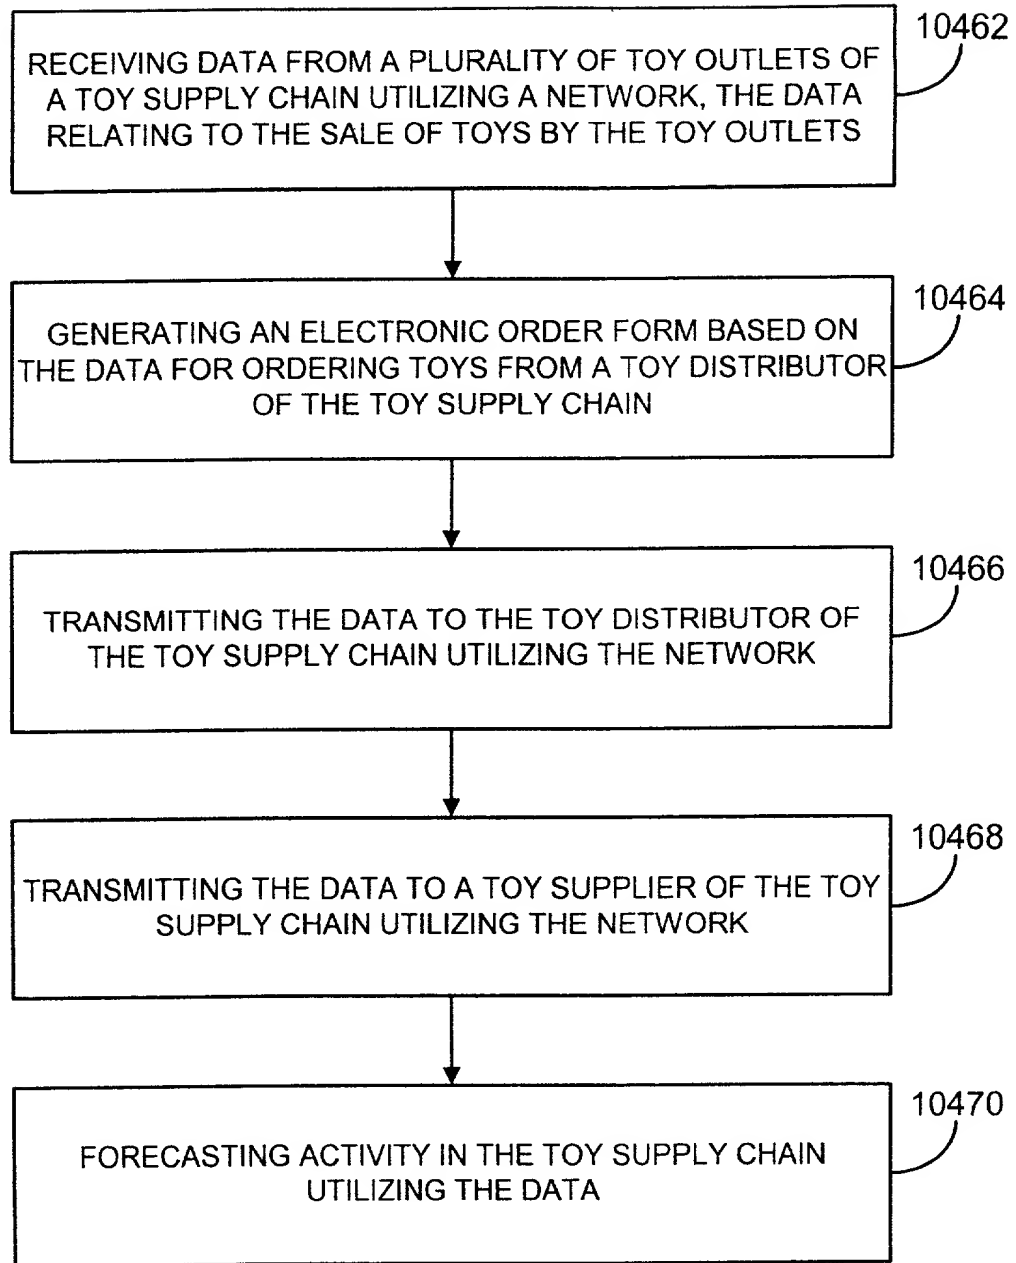 10462
RECEIVING DATA FROM A PLURALITY OF TOY OUTLETS OF
A TOY SUPPLY CHAIN UTILIZING A NETWORK, THE DATA
RELATING TO THE SALE OF TOYS BY THE TOY OUTLETS
10464
GENERATING AN ELECTRONIC ORDER FORM BASED ON
THE DATA FOR ORDERING TOYS FROM A TOY DISTRIBUTOR
OF THE TOY SUPPLY CHAIN
10466
TRANSMITTING THE DATA TO THE TOY DISTRIBUTOR OF
THE TOY SUPPLY CHAIN UTILIZING THE NETWORK
10468
TRANSMITTING THE DATA TO A TOY SUPPLIER OF THE TOY
SUPPLY CHAIN UTILIZING THE NETWORK
10470
FORECASTING ACTIVITY IN THE TOY SUPPLY CHAIN
UTILIZING THE DATA